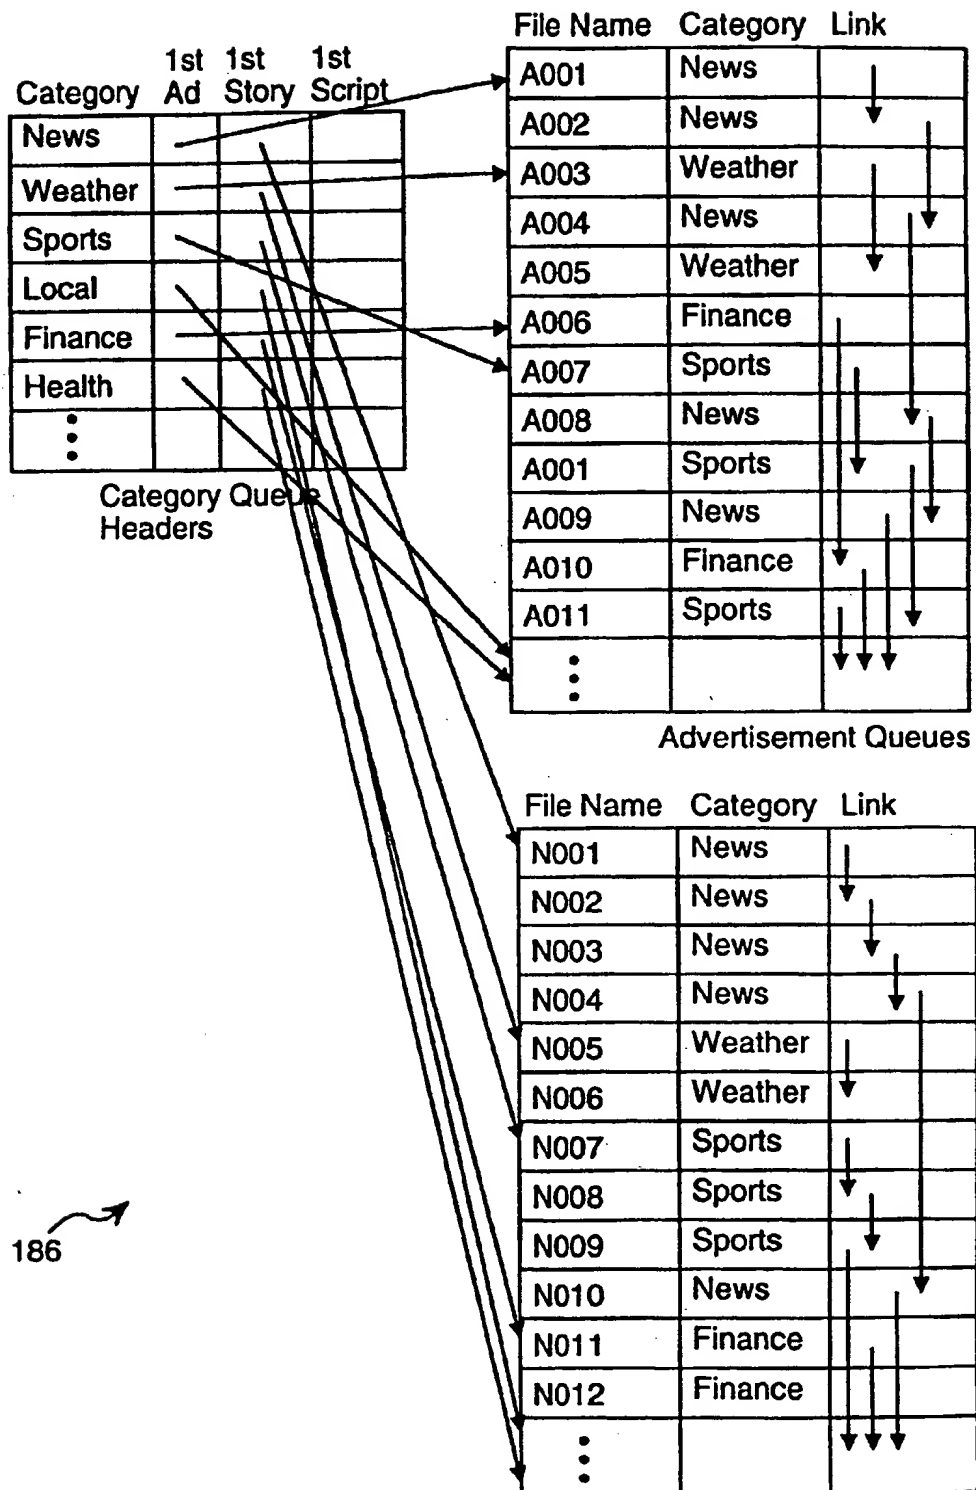 1st 1st 1st
Category Ad Story Script
News
Weather
Sports
Local
Finance
Health
Category Queue
Headers
File Name Category Link
A001 News
A002 News
A003 Weather
A004 News
A005 Weather
A006 Finance
A007 Sports
A008 News
A001 Sports
A009 News
A010 Finance
A011 Sports
Advertisement Queues
File Name Category Link
N001 News
N002 News
N003 News
N004 News
N005 Weather
N006 Weather
N007 Sports
N008 Sports
N009 Sports
N010 News
N011 Finance
N012 Finance
186